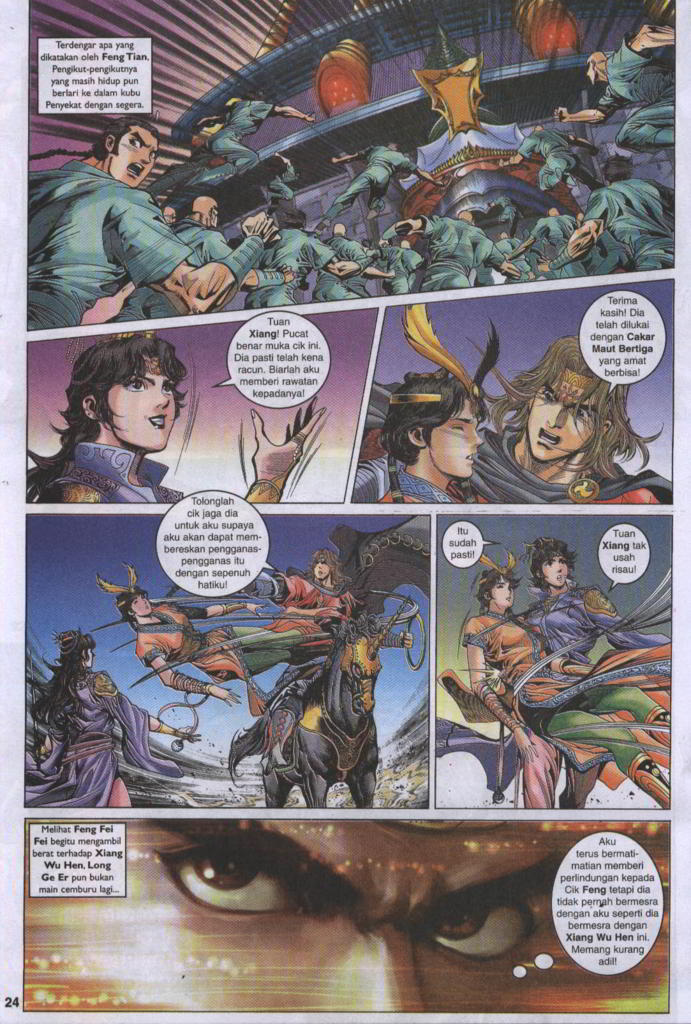 Terdengar apa yang
dikatakan oleh Feng Tian,
Pengikut-pengikutnya
yang masih hidup pun
berlari ke dalam kubu
Penyekat dengan segera.
Tuan
Xiang! Pucat
benar muka cik ini.
Dia pasti telah kena
racun. Biarlah aku
memberi rawatan
kepadanya!
Terima
kasih! Dia
telah dilukai
dengan Cakar
Maut Bertiga
yang amat
berbisa!
Tolonglah
cik jaga dia
untuk aku supaya
aku akan dapat mem-
bereskan pengganas-
pengganas itu
dengan sepenuh
hatiku!
Itu
sudah
pasti!
Tuan
Xiang tak
usah
risau!
Melihat Feng Fei
Fei begitu mengambil
berat terhadap Xiang
Wu Hen, Long
Ge Er pun bukan
main cemburu lagi...
Aku
terus bermati-
matian memberi
perlindungan kepada
Cik Feng tetapi dia
tidak pernah bermesra
dengan aku seperti dia
bermesra dengan
Xiang Wu Hen ini.
Memang kurang
adil!
24